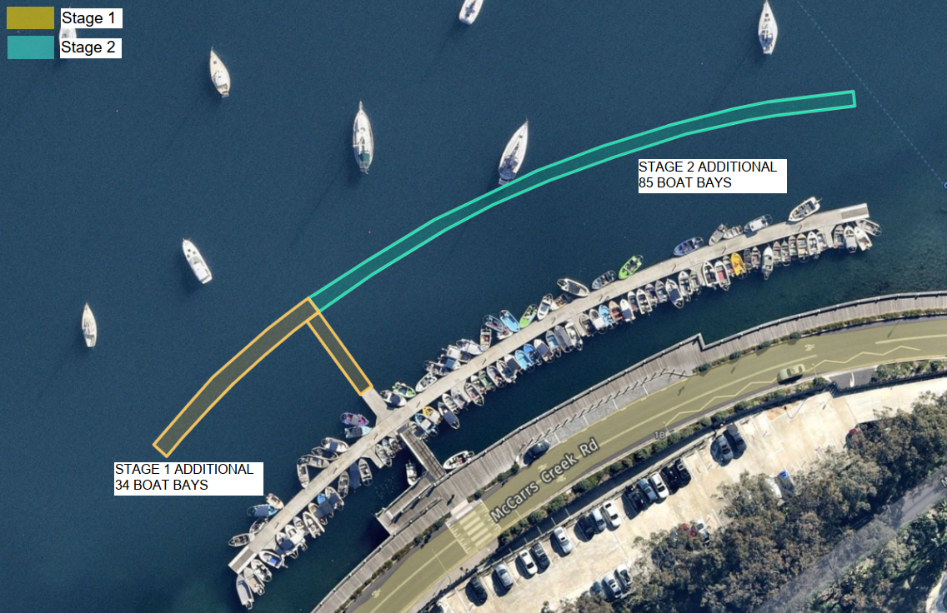 Stage 1
Stage 2
STAGE 2 ADDITIONAL
85 BOAT BAYS
STAGE 1 ADDITIONAL
34 BOAT BAYS
McCarrs Creek Rd